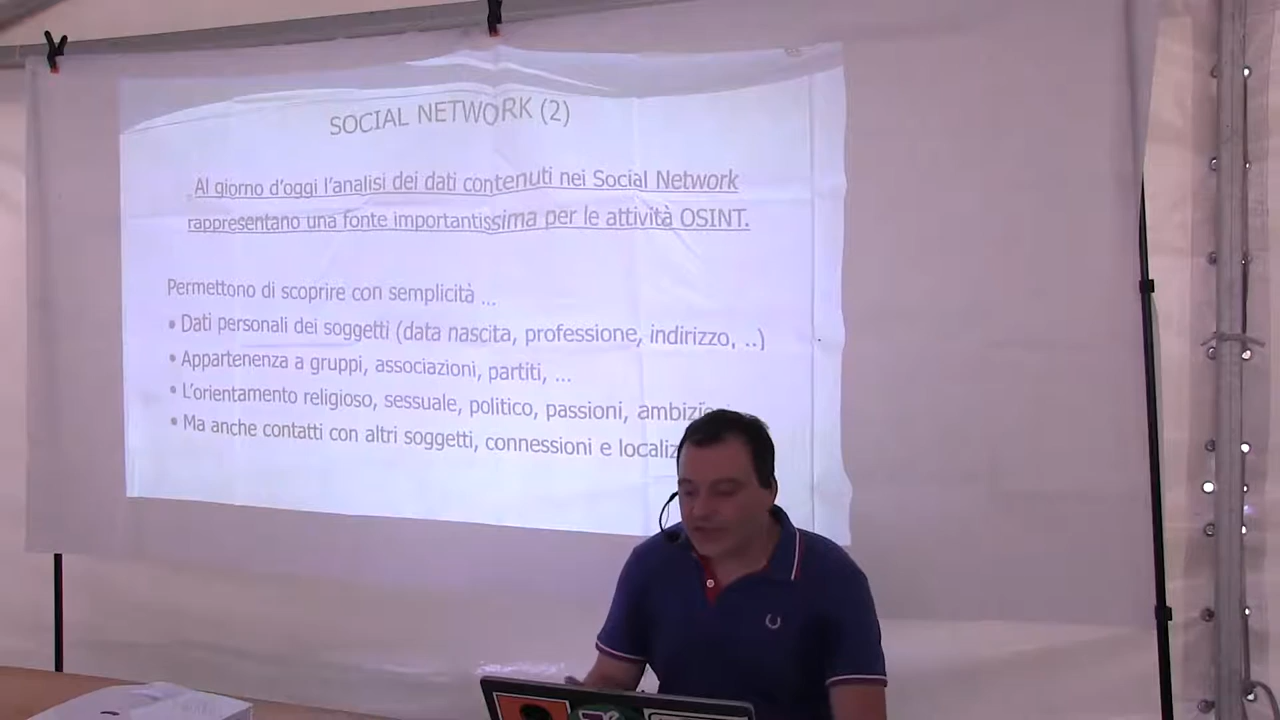 SOCIAL NETWORK (2)
Al giorno d'oggi l'analisi dei dati contenuti nei Social Network
rappresentano una fonte importantissima per le attività OSINT.
Permettono di scoprire con semplicità ...
• Dati personali dei soggetti (data nascita, professione, indirizzo, ..)
• Appartenenza a gruppi, associazioni, partiti, ...
• L'orientamento religioso, sessuale, politico, passioni,
• Ma anche contatti con altri soggetti, connessioni e